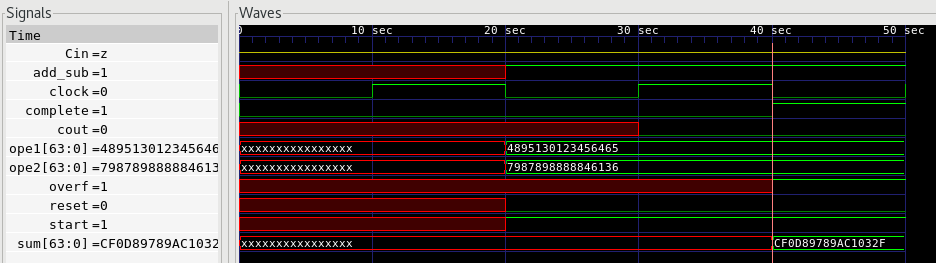 Signals
Waves
Time
0 10 sec 20 sec 30 sec 40 sec 50 sec
Cin=z
add_sub=1
clock=0
complete=1
cout=0
ope1[63:0]=489513012345646
xxxxxxxxxxxxxxxx 4895130123456465
ope2[63:0]=798789888884613
xxxxxxxxxxxxxxxx 7987898888846136
overf=1
reset=0
start=1
sum[63:0]=CF0D89789AC1032
xxxxxxxxxxxxxxxx CF0D89789AC1032F